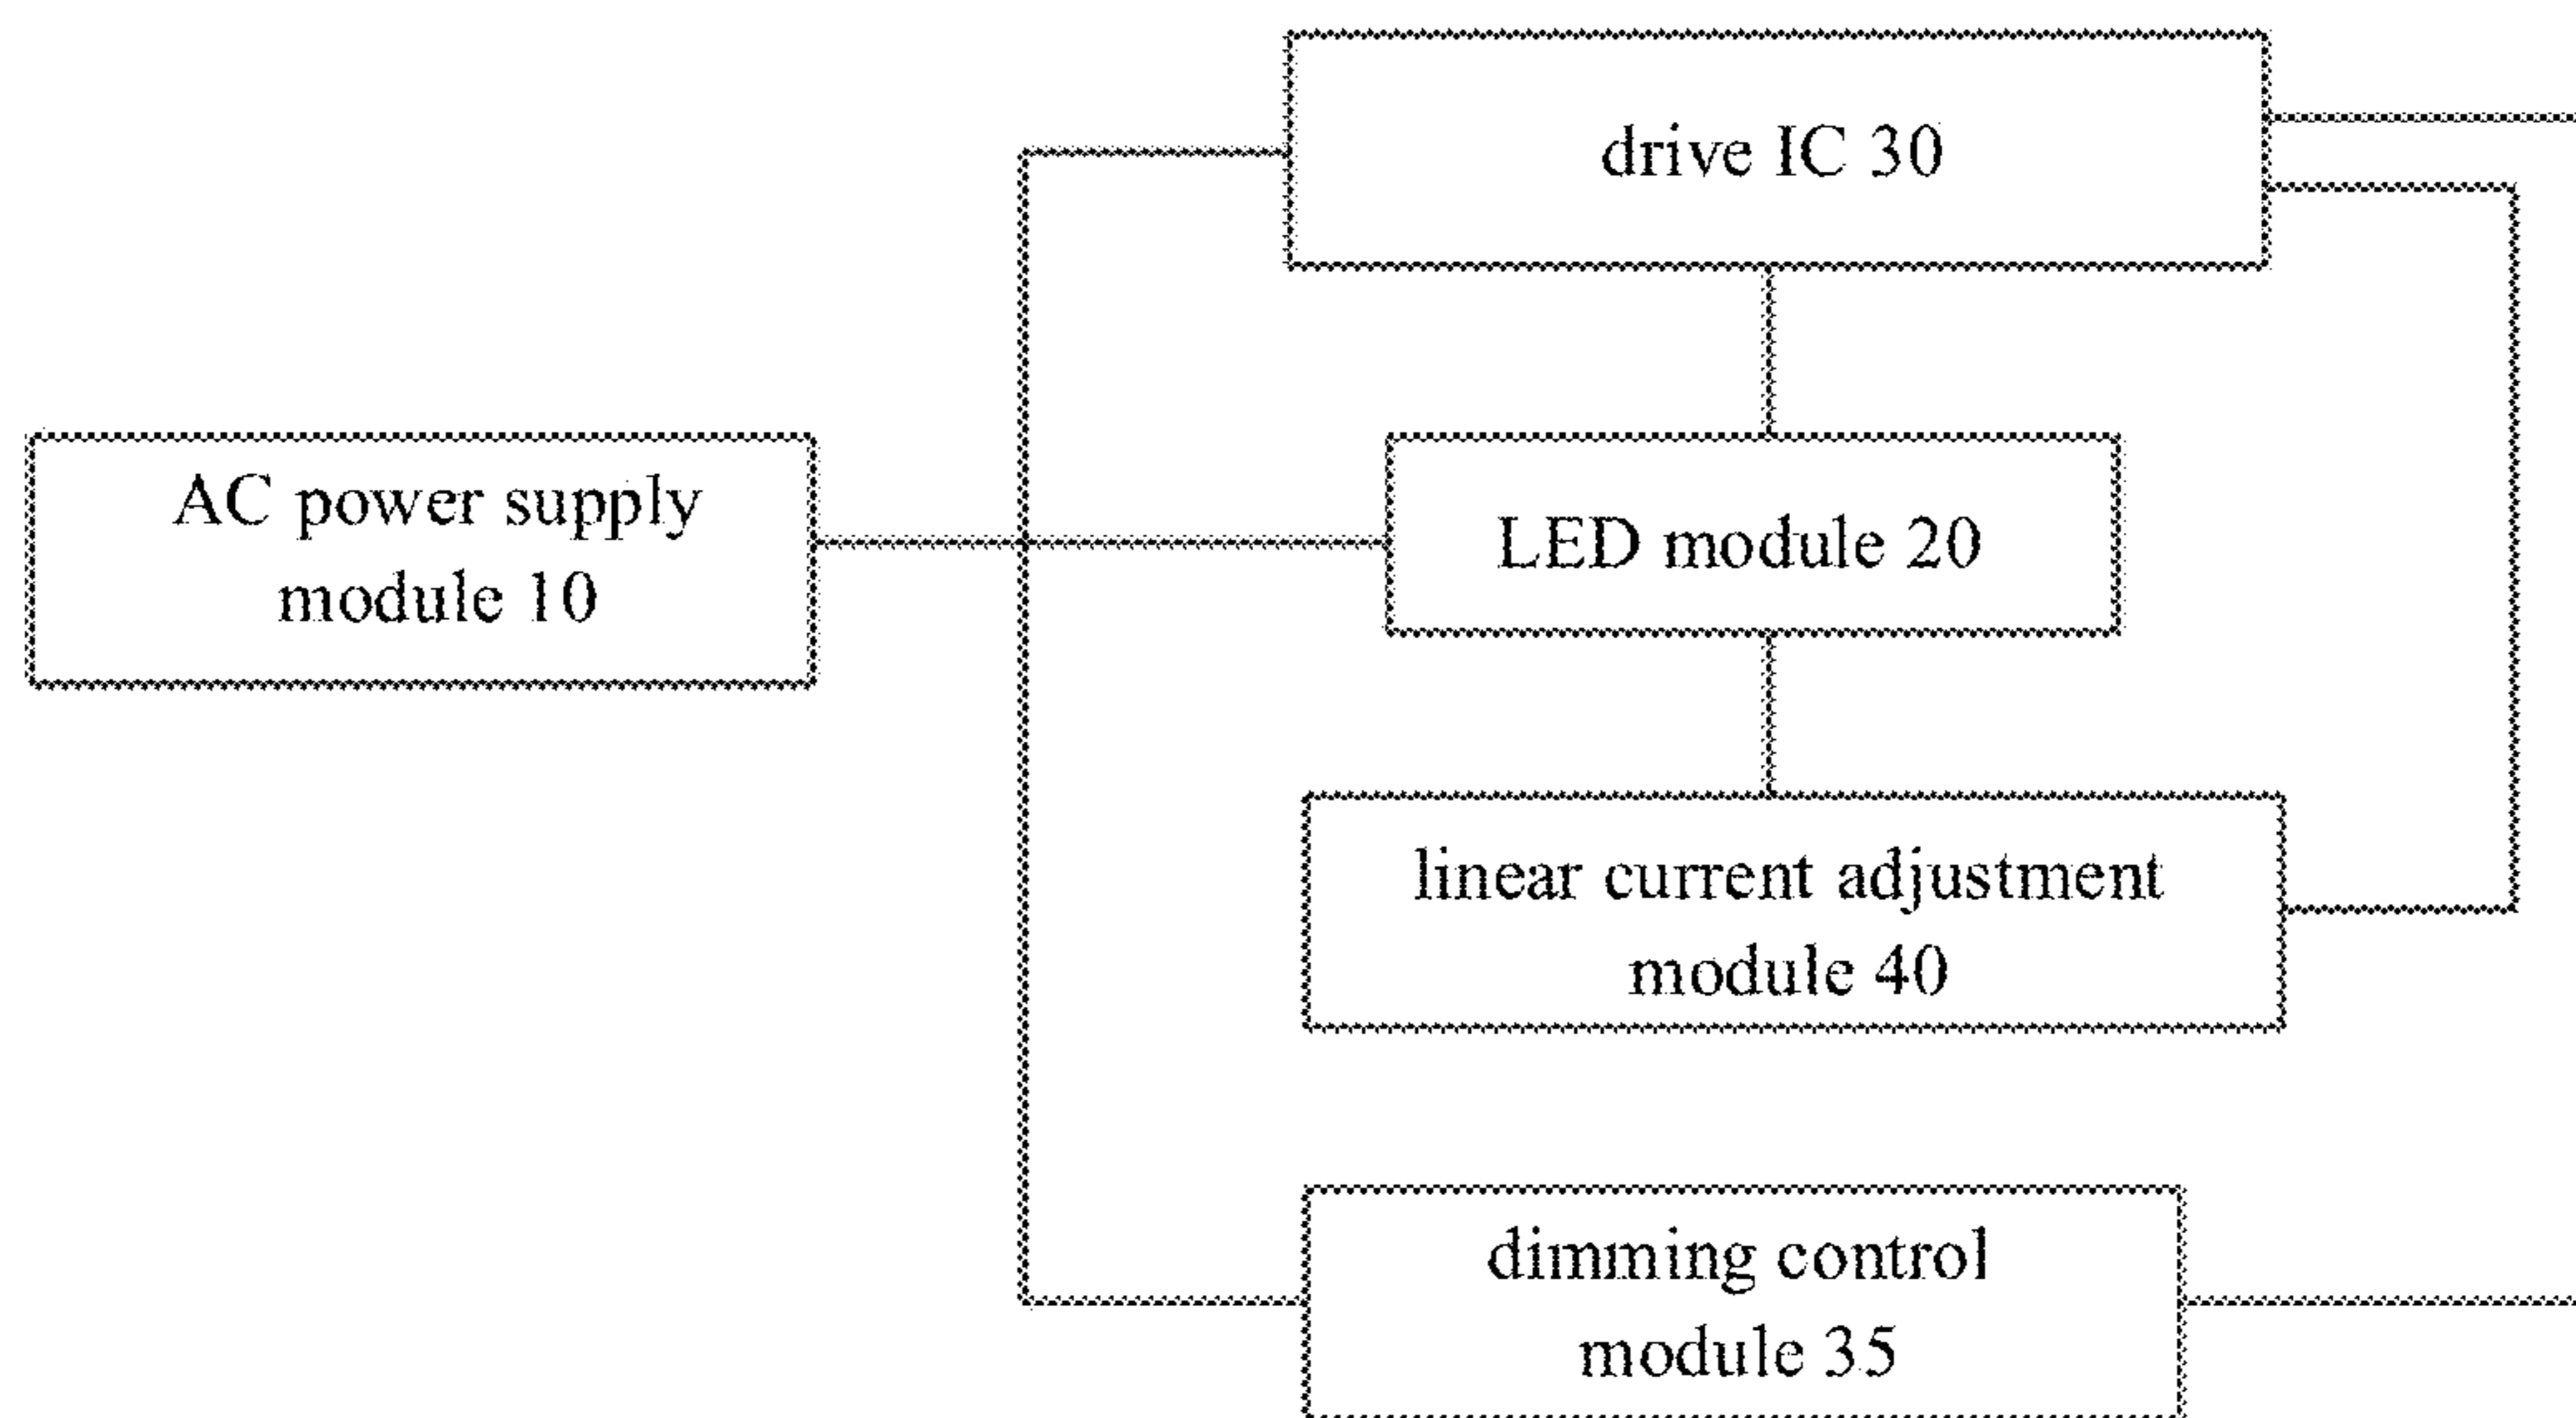 drive IC 30
AC power supply
module 10
LED module 20
linear current adjustment
module 40
dimming control
module 35